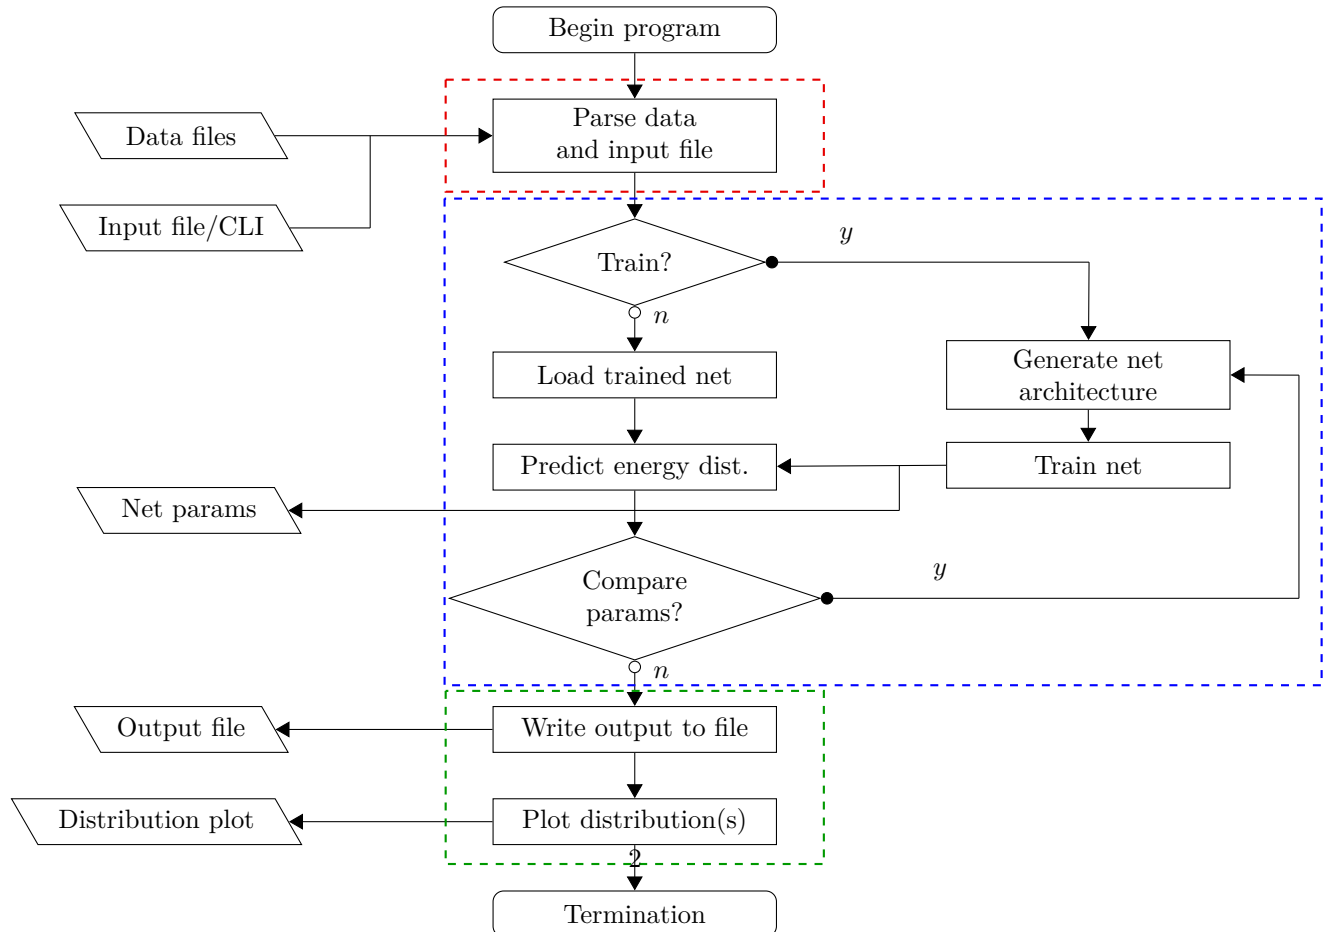 Begin program
Parse data
and input file
Data files
Input file/CLI
Train?
y
n
Load trained net
Generate net
architecture
Predict energy dist.
Train net
Net params
Compare
params?
y
n
Write output to file
Output file
Plot distribution(s)
Distribution plot
2
Termination